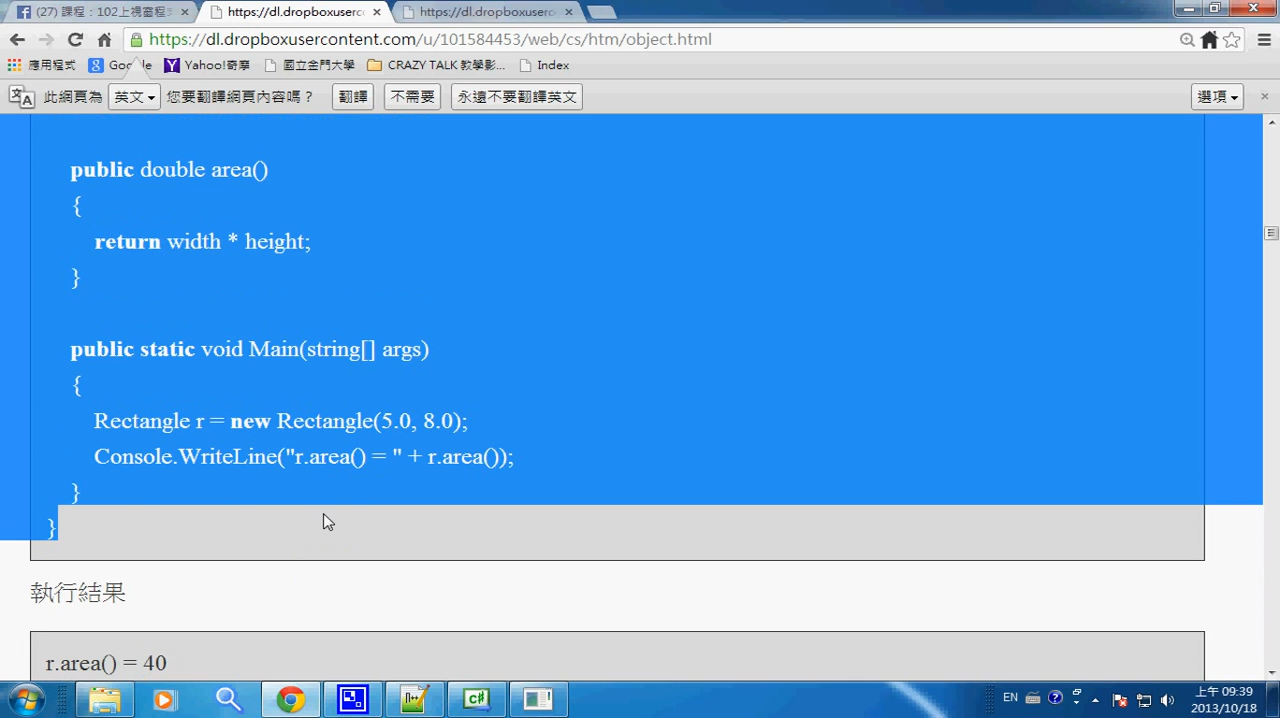 (27) 課程：102上視窗程
https://dl.dropboxuserc
https://dl.dropboxuserc
https://dl.dropboxusercontent.com/u/101584453/web/cs/htm/object.html
應用程式 Yahoo!奇摩 國立金門大學 CRAZY TALK 教學影... Index
此網頁為 英文 您要翻譯網頁內容嗎？ 翻譯 不需要 永遠不要翻譯英文 選項
public double area()
{
return width * height;
}
public static void Main(string[] args)
{
Rectangle r = new Rectangle(5.0, 8.0);
Console.WriteLine("r.area() = " + r.area());
}
}
執行結果
r.area() = 40
EN
上午 09:39
2013/10/18